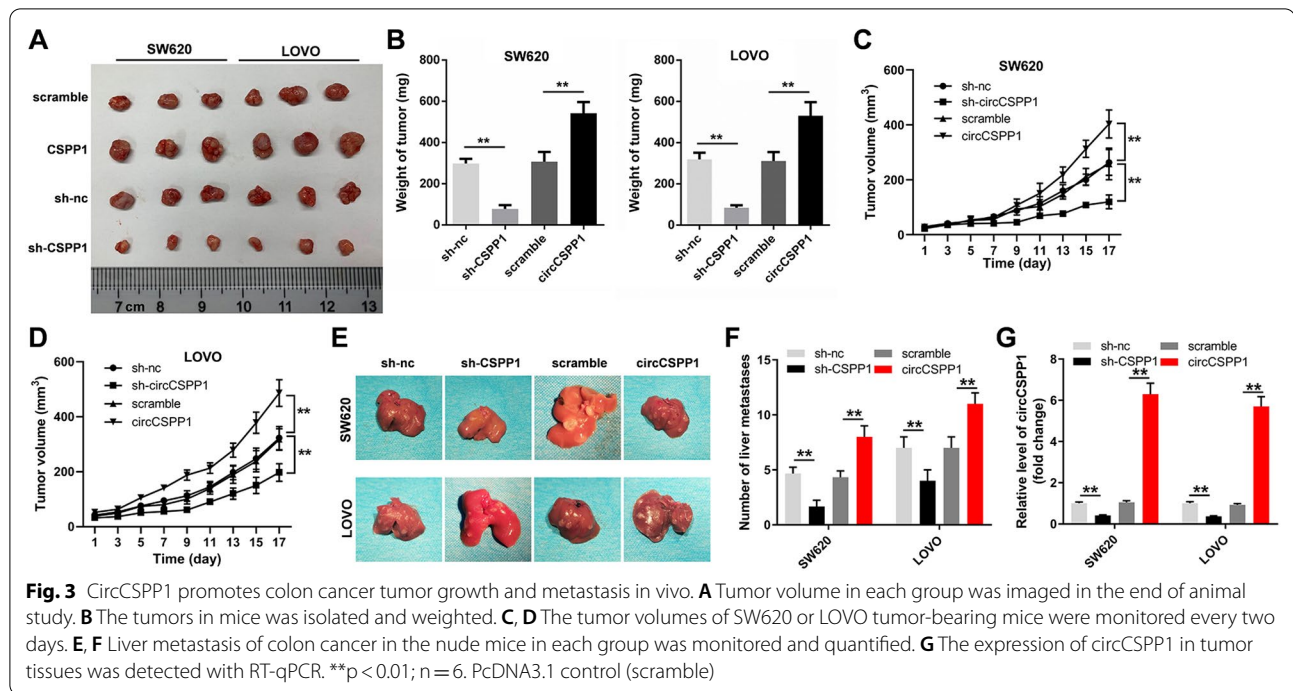 A
SW620 LOVO
scramble
CSPP1
sh-nc
sh-CSPP1
7 cm 8 9 10 11 12 13
B
SW620
Weight of tumor (mg)
800
600
400
200
0
**
**
sh-nc
sh-CSPP1
scramble
circCSPP1
LOVO
Weight of tumor (mg)
800
600
400
200
0
**
**
sh-nc
sh-CSPP1
scramble
circCSPP1
C
SW620
Tumor volume (mm3)
600
400
200
0
sh-nc
sh-circCSPP1
scramble
circCSPP1
**
**
1 3 5 7 9 11 13 15 17
Time (day)
D
LOVO
Tumor volume (mm3)
600
400
200
0
sh-nc
sh-circCSPP1
scramble
circCSPP1
**
**
1 3 5 7 9 11 13 15 17
Time (day)
E
sh-nc sh-CSPP1 scramble circCSPP1
SW620
LOVO
F
sh-nc scramble
sh-CSPP1 circCSPP1
Number of liver metastases
15
10
5
0
**
**
**
**
SW620
LOVO
G
sh-nc scramble
sh-CSPP1 circCSPP1
Relative level of circCSPP1
(fold change)
8
6
4
2
0
**
**
**
**
SW620
LOVO
Fig. 3 CircCSPP1 promotes colon cancer tumor growth and metastasis in vivo. A Tumor volume in each group was imaged in the end of animal
study. B The tumors in mice was isolated and weighted. C, D The tumor volumes of SW620 or LOVO tumor-bearing mice were monitored every two
days. E, F Liver metastasis of colon cancer in the nude mice in each group was monitored and quantified. G The expression of circCSPP1 in tumor
tissues was detected with RT-qPCR. **p < 0.01; n = 6. PcDNA3.1 control (scramble)